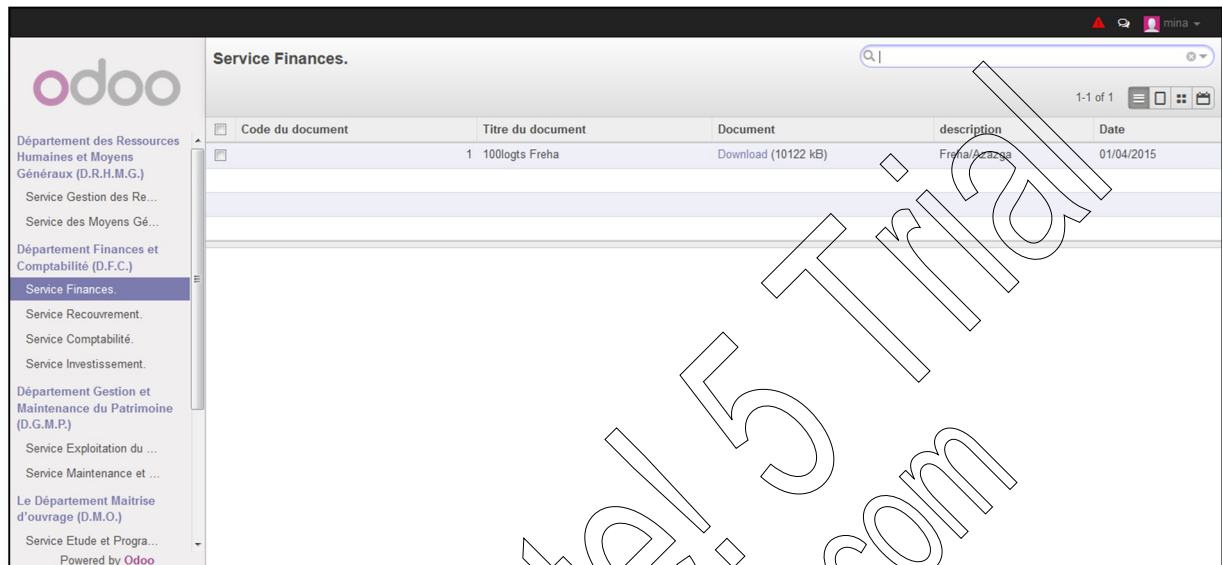 mina
odoo
Département des Ressources
Humaines et Moyens
Généraux (D.R.H.M.G.)
Service Gestion des Re...
Service des Moyens Gé...
Département Finances et
Comptabilité (D.F.C.)
Service Finances.
Service Recouvrement.
Service Comptabilité.
Service Investissement.
Département Gestion et
Maintenance du Patrimoine
(D.G.M.P.)
Service Exploitation du ...
Service Maintenance et ...
Le Département Maitrise
d'ouvrage (D.M.O.)
Service Etude et Progra...
Powered by Odoo
Service Finances.
1-1 of 1
Code du document Titre du document Document description Date
1 100logts Freha Download (10122 kB) Freha/Azazga 01/04/2015
5 Trial
com